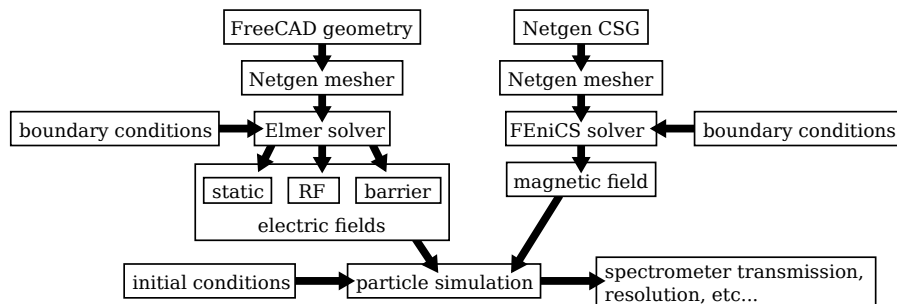 FreeCAD geometry
Netgen CSG
Netgen mesher
Netgen mesher
boundary conditions
Elmer solver
FEniCS solver
boundary conditions
static
RF
barrier
magnetic field
electric fields
initial conditions
particle simulation
spectrometer transmission,
resolution, etc...